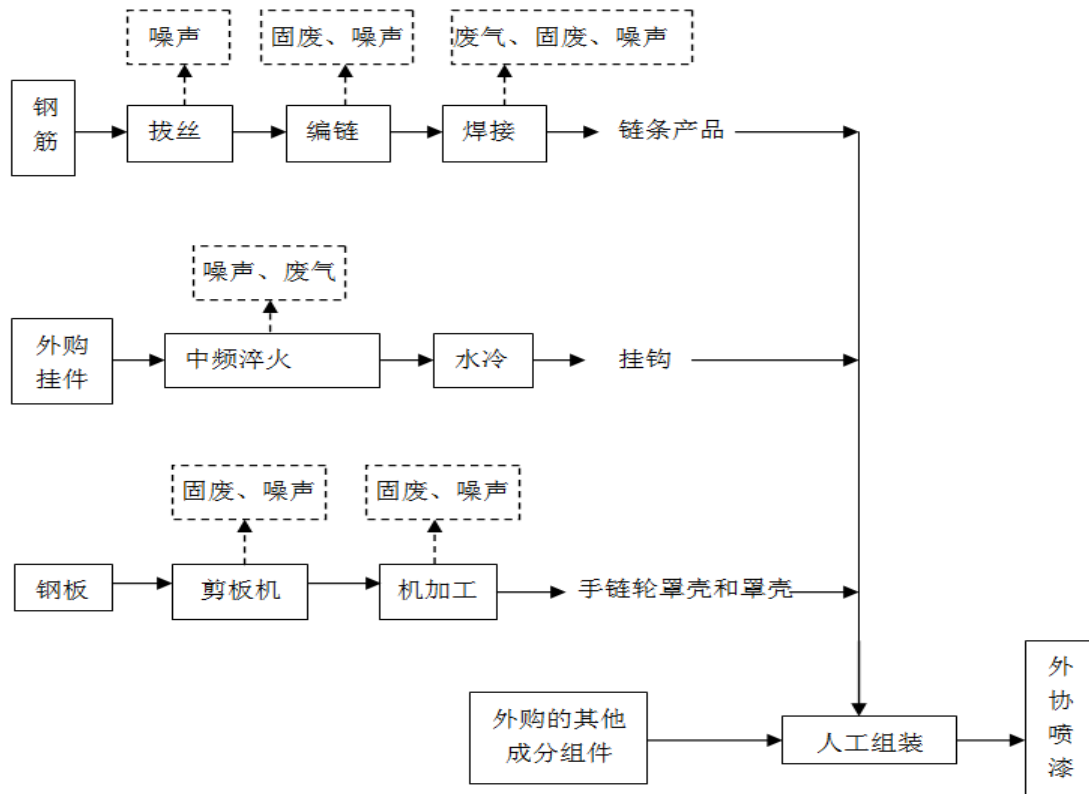 噪声
固废、噪声
废气、固废、噪声
钢
筋
拔丝
编链
焊接
链条产品
噪声、废气
外购
挂件
中频淬火
水冷
挂钩
固废、噪声
固废、噪声
钢板
剪板机
机加工
手链轮罩壳和罩壳
外购的其他
成分组件
人工组装
外
协
喷
漆